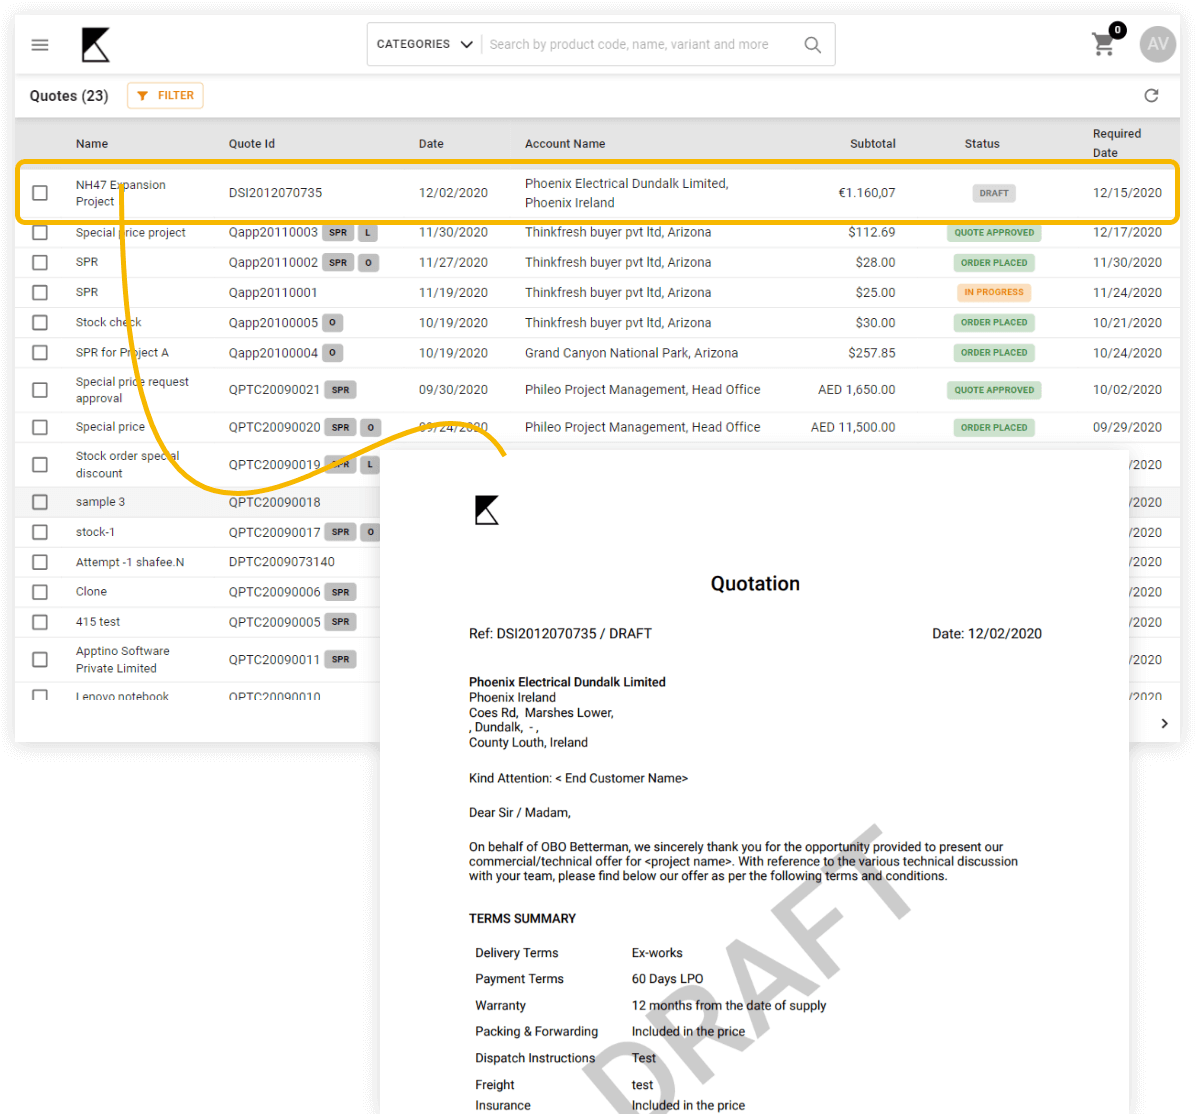 CATEGORIES Search by product code, name, variant and more 0 AV
Quotes (23) FILTER
Name Quote Id Date Account Name Subtotal Status Required Date
NH47 Expansion Project DSI2012070735 12/02/2020 Phoenix Electrical Dundalk Limited, Phoenix Ireland €1.160,07 DRAFT 12/15/2020
Special price project Qapp20110003 SPR L 11/30/2020 Thinkfresh buyer pvt ltd, Arizona $112.69 QUOTE APPROVED 12/17/2020
SPR Qapp20110002 SPR O 11/27/2020 Thinkfresh buyer pvt ltd, Arizona $28.00 ORDER PLACED 11/30/2020
SPR Qapp20110001 11/19/2020 Thinkfresh buyer pvt ltd, Arizona $25.00 IN PROGRESS 11/24/2020
Stock check Qapp20100005 O 10/19/2020 Thinkfresh buyer pvt ltd, Arizona $30.00 ORDER PLACED 10/21/2020
SPR for Project A Qapp20100004 O 10/19/2020 Grand Canyon National Park, Arizona $257.85 ORDER PLACED 10/24/2020
Special price request approval QPTC20090021 SPR 09/30/2020 Phileo Project Management, Head Office AED 1,650.00 QUOTE APPROVED 10/02/2020
Special price QPTC20090020 SPR O 09/24/2020 Phileo Project Management, Head Office AED 11,500.00 ORDER PLACED 09/29/2020
Stock order special discount QPTC20090019 SPR L /2020
sample 3 QPTC20090018 /2020
stock-1 QPTC20090017 SPR O /2020
Attempt -1 shafee.N DPTC2009073140 /2020
Clone QPTC20090006 SPR /2020
415 test QPTC20090005 SPR /2020
Apptino Software Private Limited QPTC20090011 SPR /2020
Lenovo notebook QPTC20090010 /2020
Quotation
Ref: DSI2012070735 / DRAFT Date: 12/02/2020
Phoenix Electrical Dundalk Limited
Phoenix Ireland
Coes Rd, Marshes Lower,
, Dundalk, - ,
County Louth, Ireland
Kind Attention: < End Customer Name>
Dear Sir / Madam,
On behalf of OBO Betterman, we sincerely thank you for the opportunity provided to present our
commercial/technical offer for <project name>. With reference to the various technical discussion
with your team, please find below our offer as per the following terms and conditions.
TERMS SUMMARY
Delivery Terms Ex-works
Payment Terms 60 Days LPO
Warranty 12 months from the date of supply
Packing & Forwarding Included in the price
Dispatch Instructions Test
Freight test
Insurance Included in the price
DRAFT